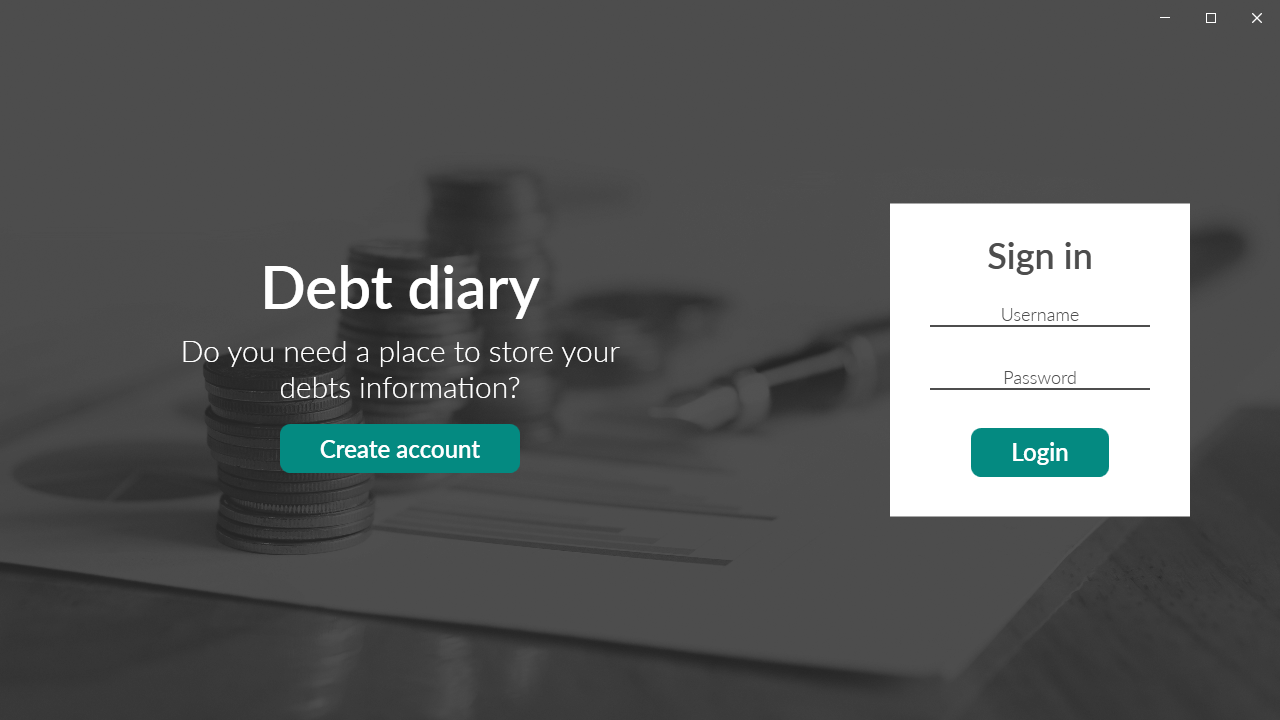 Debt diary
Do you need a place to store your
debts information?
Create account
Sign in
Username
Password
Login